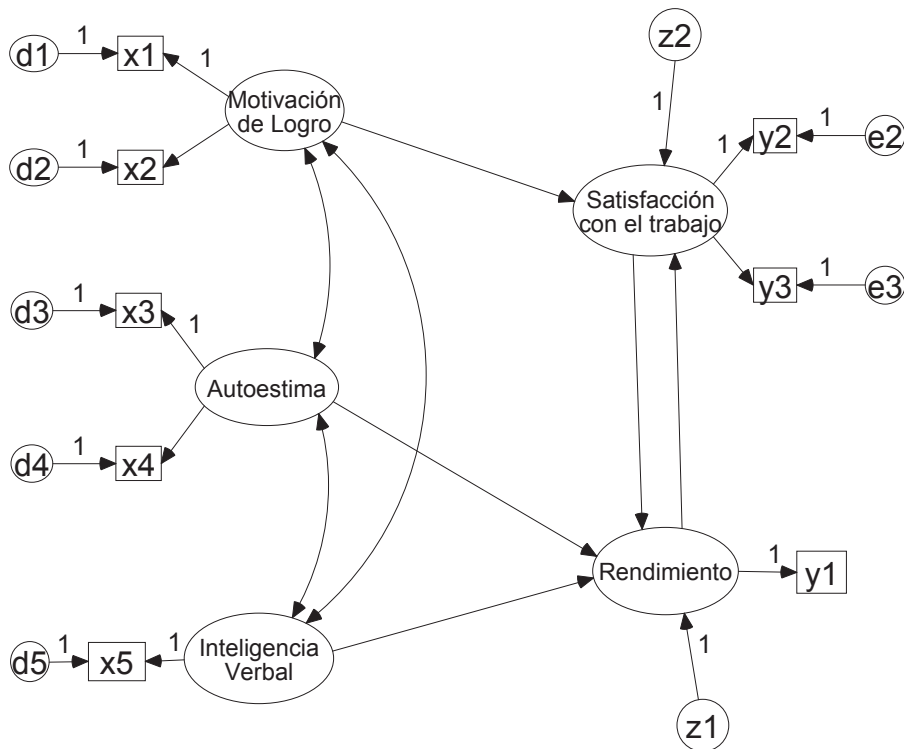 z2
1
d1
1
x1
1
Motivación
de Logro
1
y2
1
e2
1
d2
1
x2
Satisfacción
con el trabajo
y3
1
e3
d3
1
x3
1
Autoestima
d4
1
x4
Rendimiento
1
y1
d5
1
x5
1
Inteligencia
Verbal
1
z1